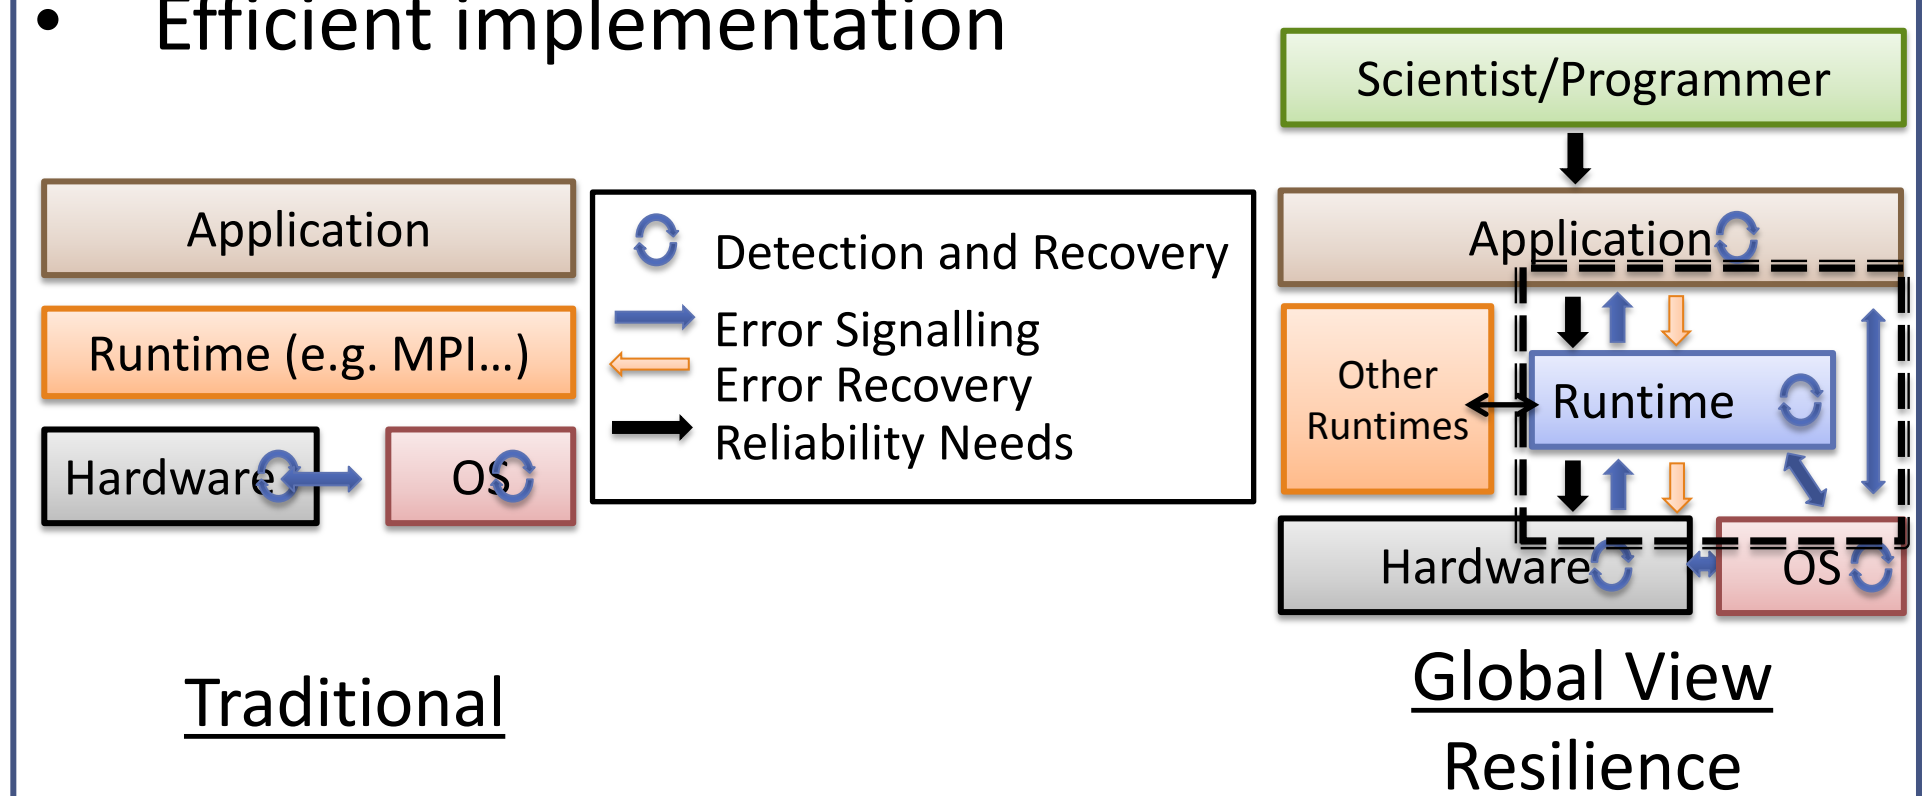 • Efficient implementation
Scientist/Programmer
Application
Runtime (e.g. MPI…)
Hardware
OS
Detection and Recovery
Error Signalling
Error Recovery
Reliability Needs
Application
Other
Runtimes
Runtime
Hardware
OS
Traditional
Global View
Resilience